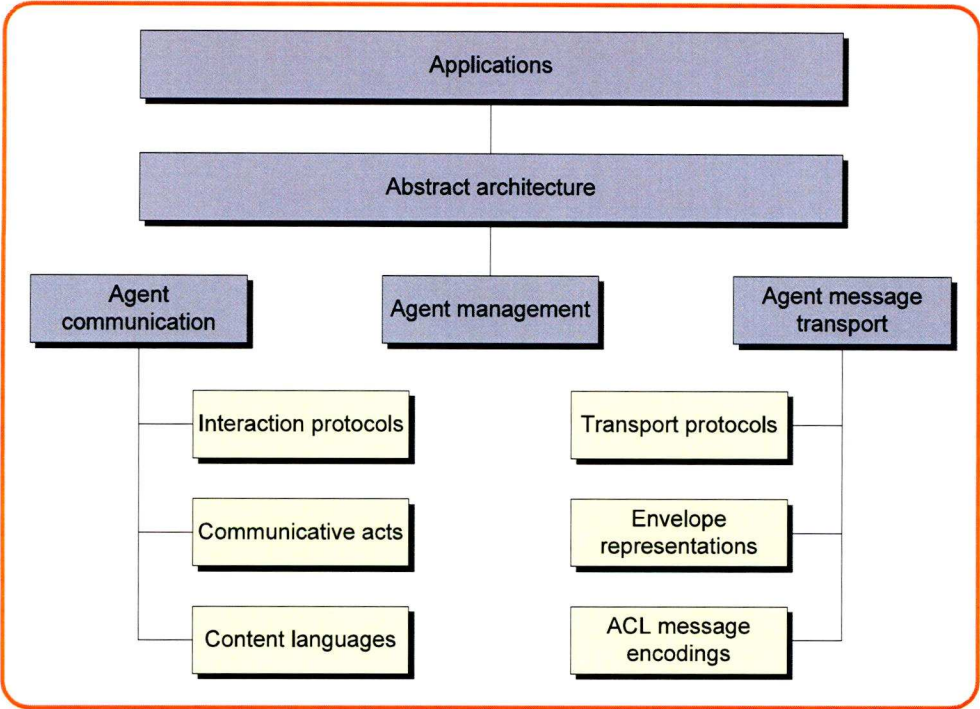 Applications
Abstract architecture
Agent
communication
Agent management
Agent message
transport
Interaction protocols
Transport protocols
Communicative acts
Envelope
representations
Content languages
ACL message
encodings